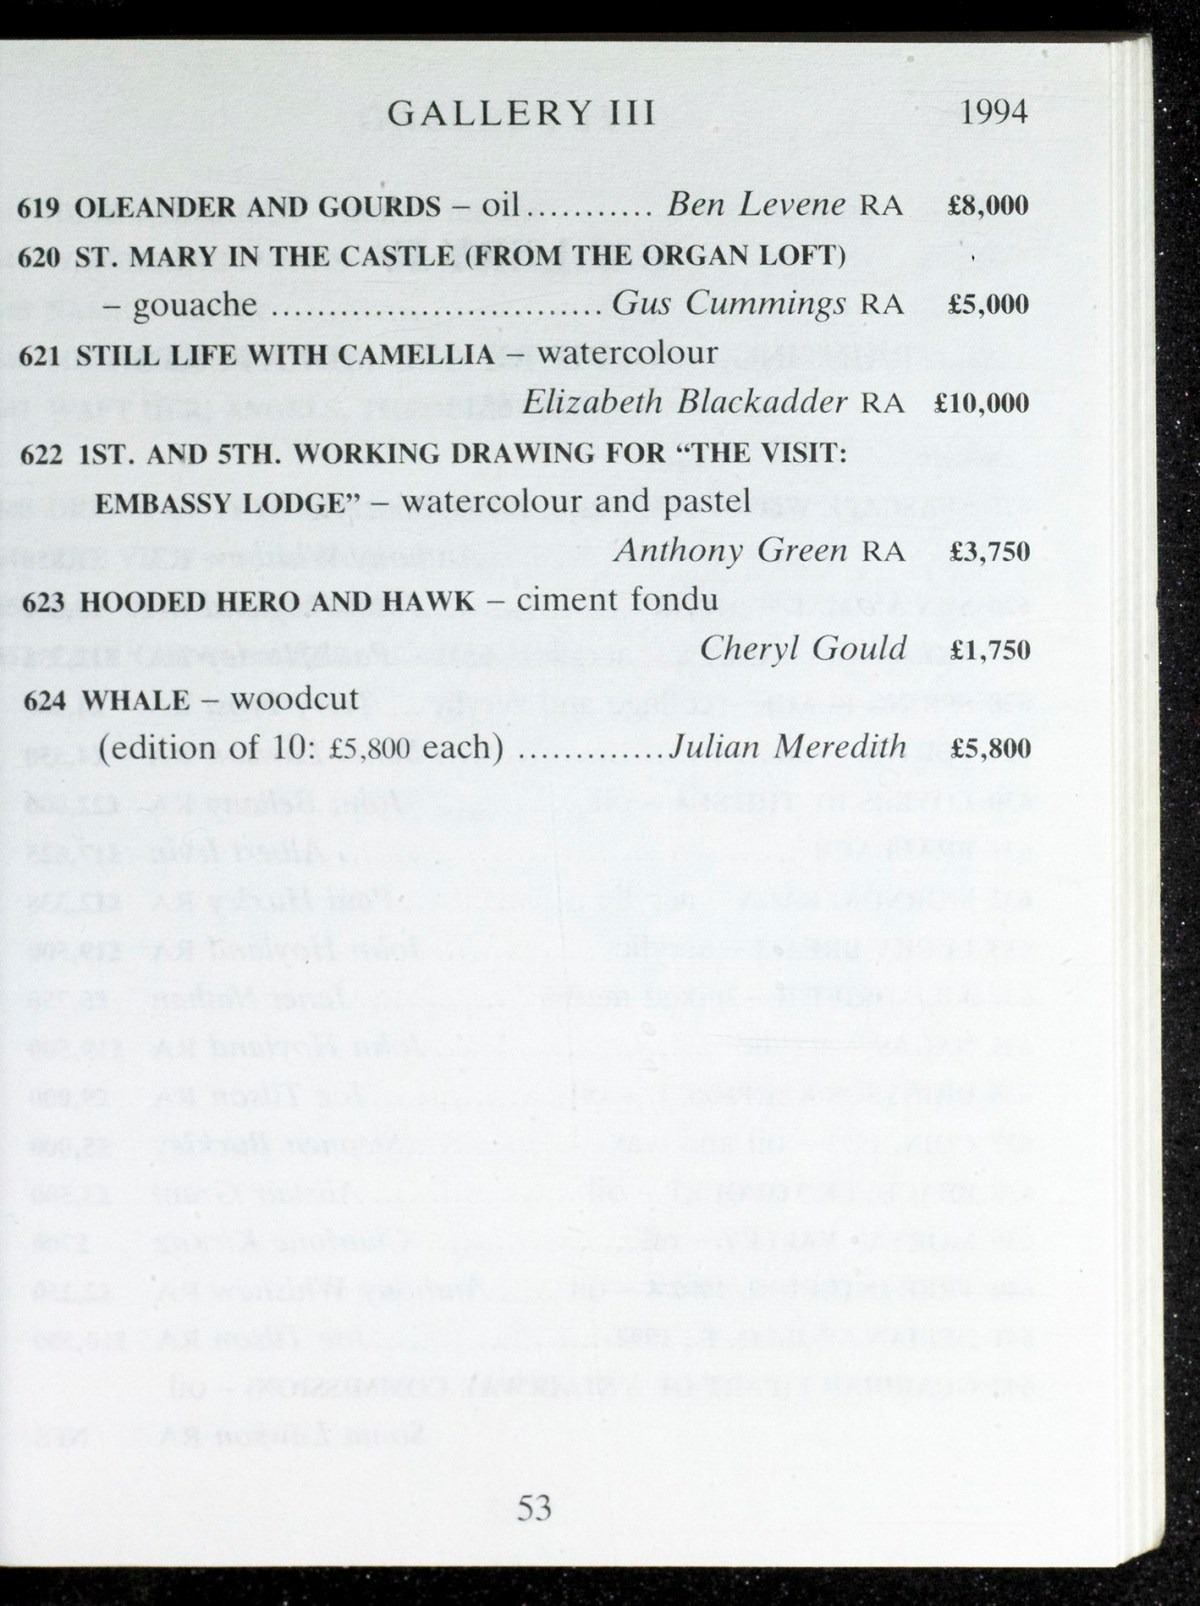 GALLERY III 1994
619 OLEANDER AND GOURDS – oil ........... Ben Levene RA £8,000
620 ST. MARY IN THE CASTLE (FROM THE ORGAN LOFT)
– gouache ............................. Gus Cummings RA £5,000
621 STILL LIFE WITH CAMELLIA – watercolour
Elizabeth Blackadder RA £10,000
622 1ST. AND 5TH. WORKING DRAWING FOR “THE VISIT:
EMBASSY LODGE” – watercolour and pastel
Anthony Green RA £3,750
623 HOODED HERO AND HAWK – ciment fondu
Cheryl Gould £1,750
624 WHALE – woodcut
(edition of 10: £5,800 each) ............. Julian Meredith £5,800
53